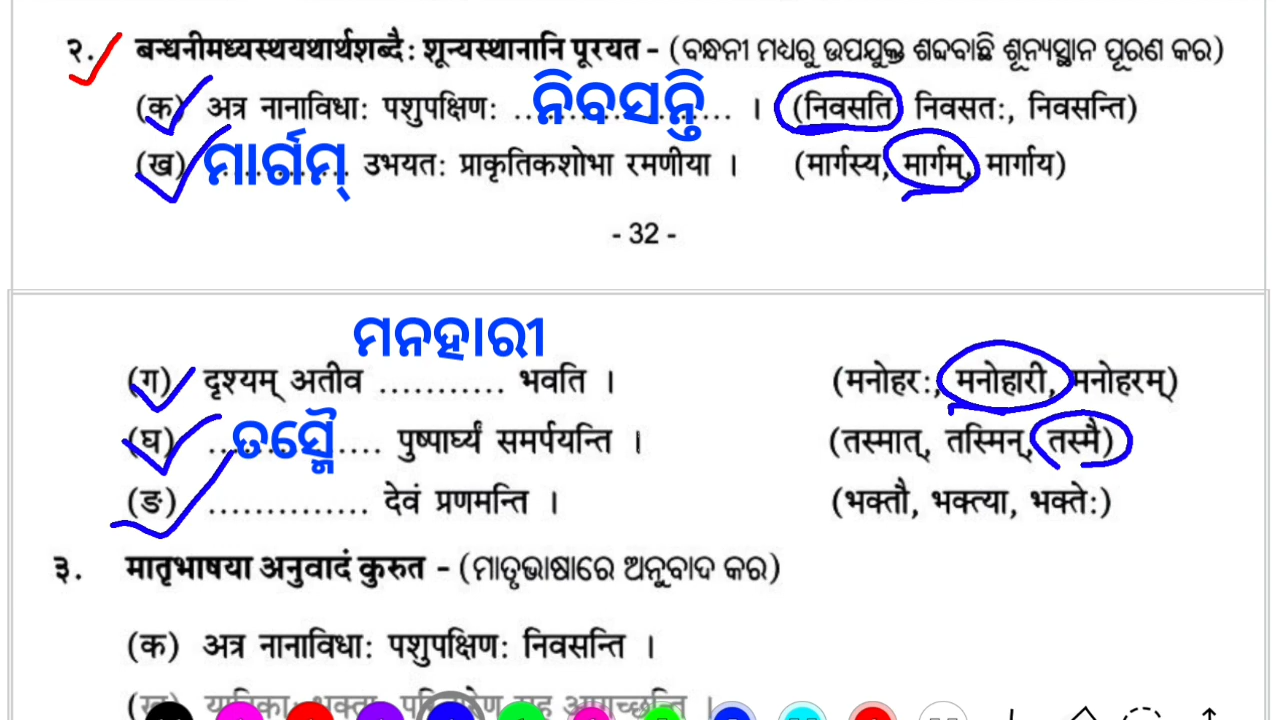 २. बन्धनीमध्यस्थयथार्थशब्दैः शून्यस्थानानि पूरयत - (ବନ୍ଧନୀ ମଧ୍ୟରୁ ଉପଯୁକ୍ତ ଶବ୍ଦବାଛି ଶୂନ୍ୟସ୍ଥାନ ପୂରଣ କର)
(क) अत्र नानाविधाः पशुपक्षिणः ..... ନିବସନ୍ତି ..... । (निवसति, निवसतः, निवसन्ति)
(ख) ମାର୍ଗମ୍ ..... उभयतः प्राकृतिकशोभा रमणीया । (मार्गस्य, मार्गम्, मार्गाय)
- 32 -
ମନହାରୀ
(ग) दृश्यम् अतीव ............ भवति । (मनोहरः, मनोहारी, मनोहरम्)
(घ) ..... ତସ୍ମୈ ..... पुष्पार्घ्यं समर्पयन्ति । (तस्मात्, तस्मिन्, तस्मै)
(ङ) .............. देवं प्रणमन्ति । (भक्तौ, भक्त्या, भक्तेः)
३. मातृभाषया अनुवादं कुरुत - (ମାତୃଭାଷାରେ ଅନୁବାଦ କର)
(क) अत्र नानाविधाः पशुपक्षिणः निवसन्ति ।